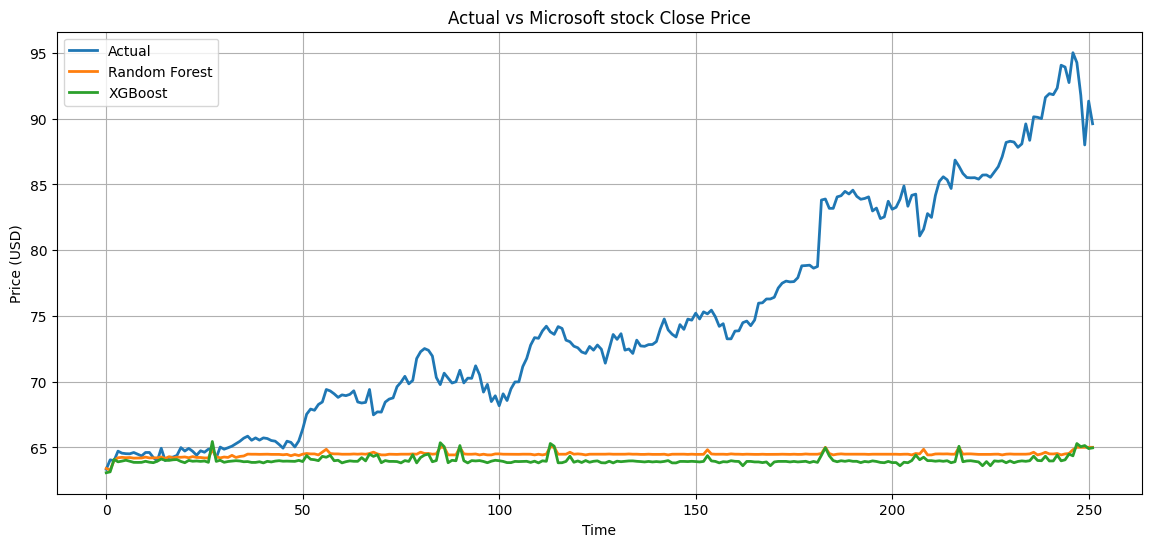 Actual vs Microsoft stock Close Price
Actual
Random Forest
XGBoost
95
90
85
80
75
70
65
Price (USD)
0
50
100
150
200
250
Time